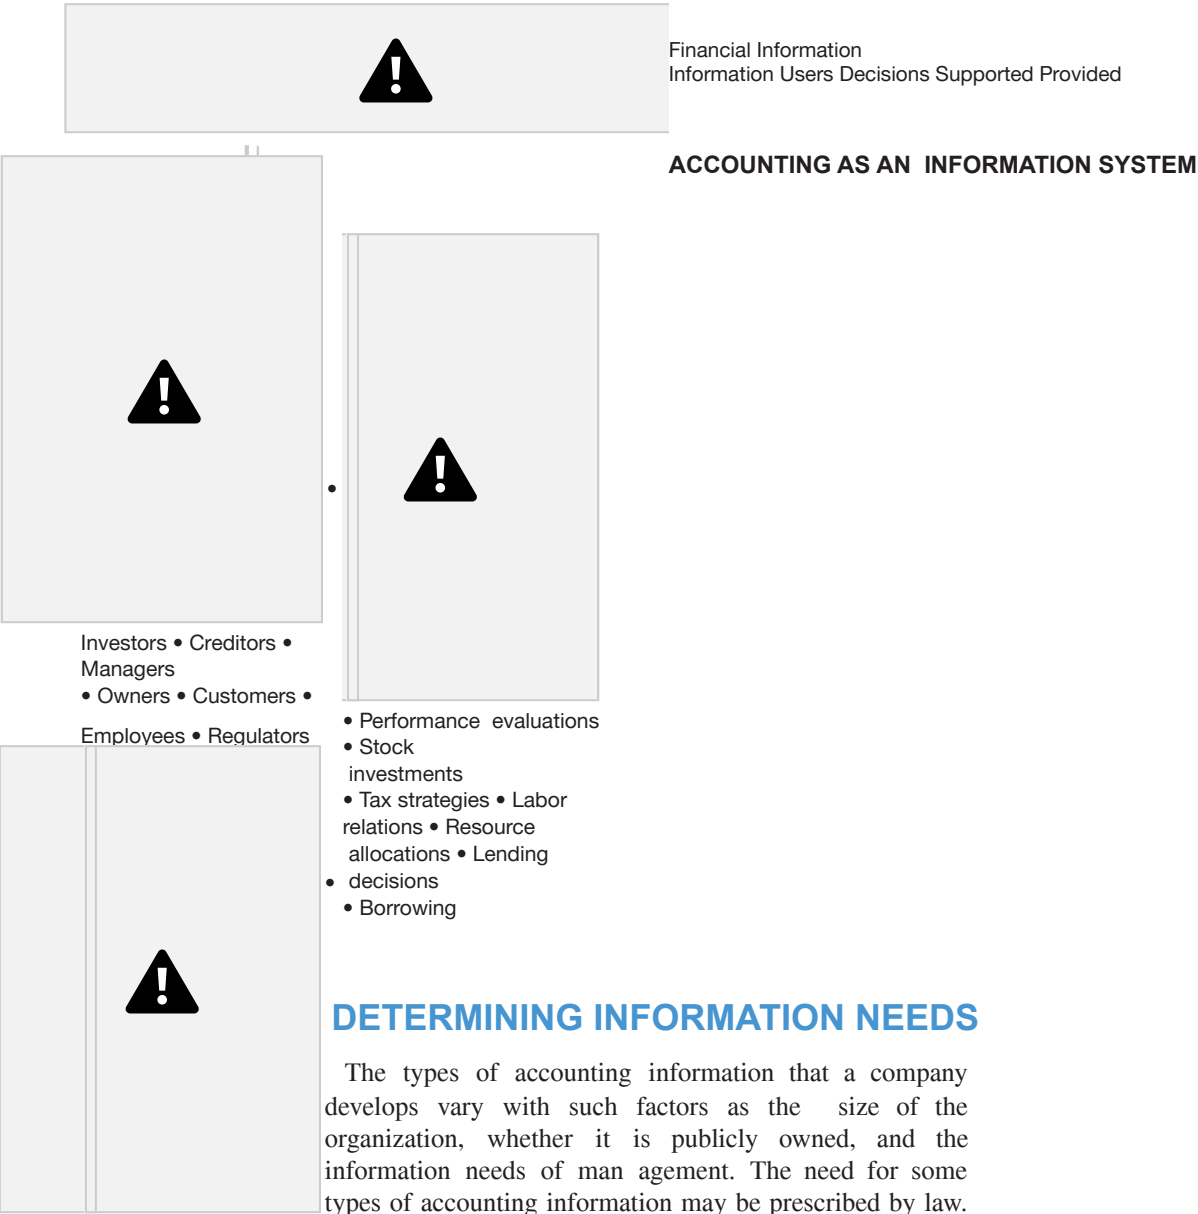 Financial Information
Information Users Decisions Supported Provided
ACCOUNTING AS AN INFORMATION SYSTEM
•
Investors • Creditors •
Managers
• Owners • Customers •
Employees • Regulators
• Performance evaluations
• Stock
investments
• Tax strategies • Labor
relations • Resource
allocations • Lending
• decisions
• Borrowing
DETERMINING INFORMATION NEEDS
The types of accounting information that a company
develops vary with such factors as the size of the
organization, whether it is publicly owned, and the
information needs of man agement. The need for some
types of accounting information may be prescribed by law.